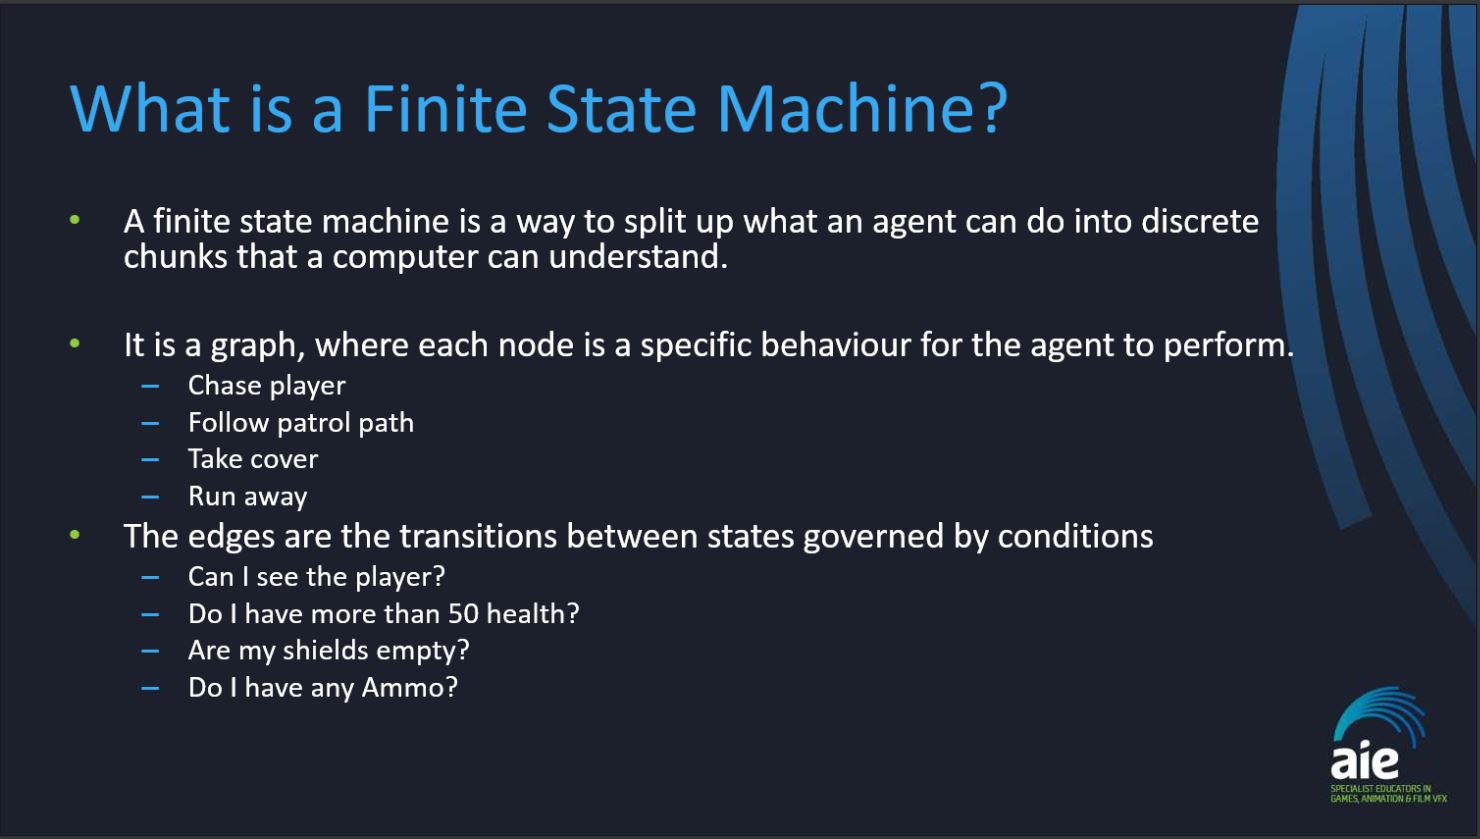 What is a Finite State Machine?
• A finite state machine is a way to split up what an agent can do into discrete
chunks that a computer can understand.
• It is a graph, where each node is a specific behaviour for the agent to perform.
– Chase player
– Follow patrol path
– Take cover
– Run away
• The edges are the transitions between states governed by conditions
– Can I see the player?
– Do I have more than 50 health?
– Are my shields empty?
– Do I have any Ammo?
aie
SPECIALIST EDUCATORS IN
GAMES, ANIMATION & FILM VFX